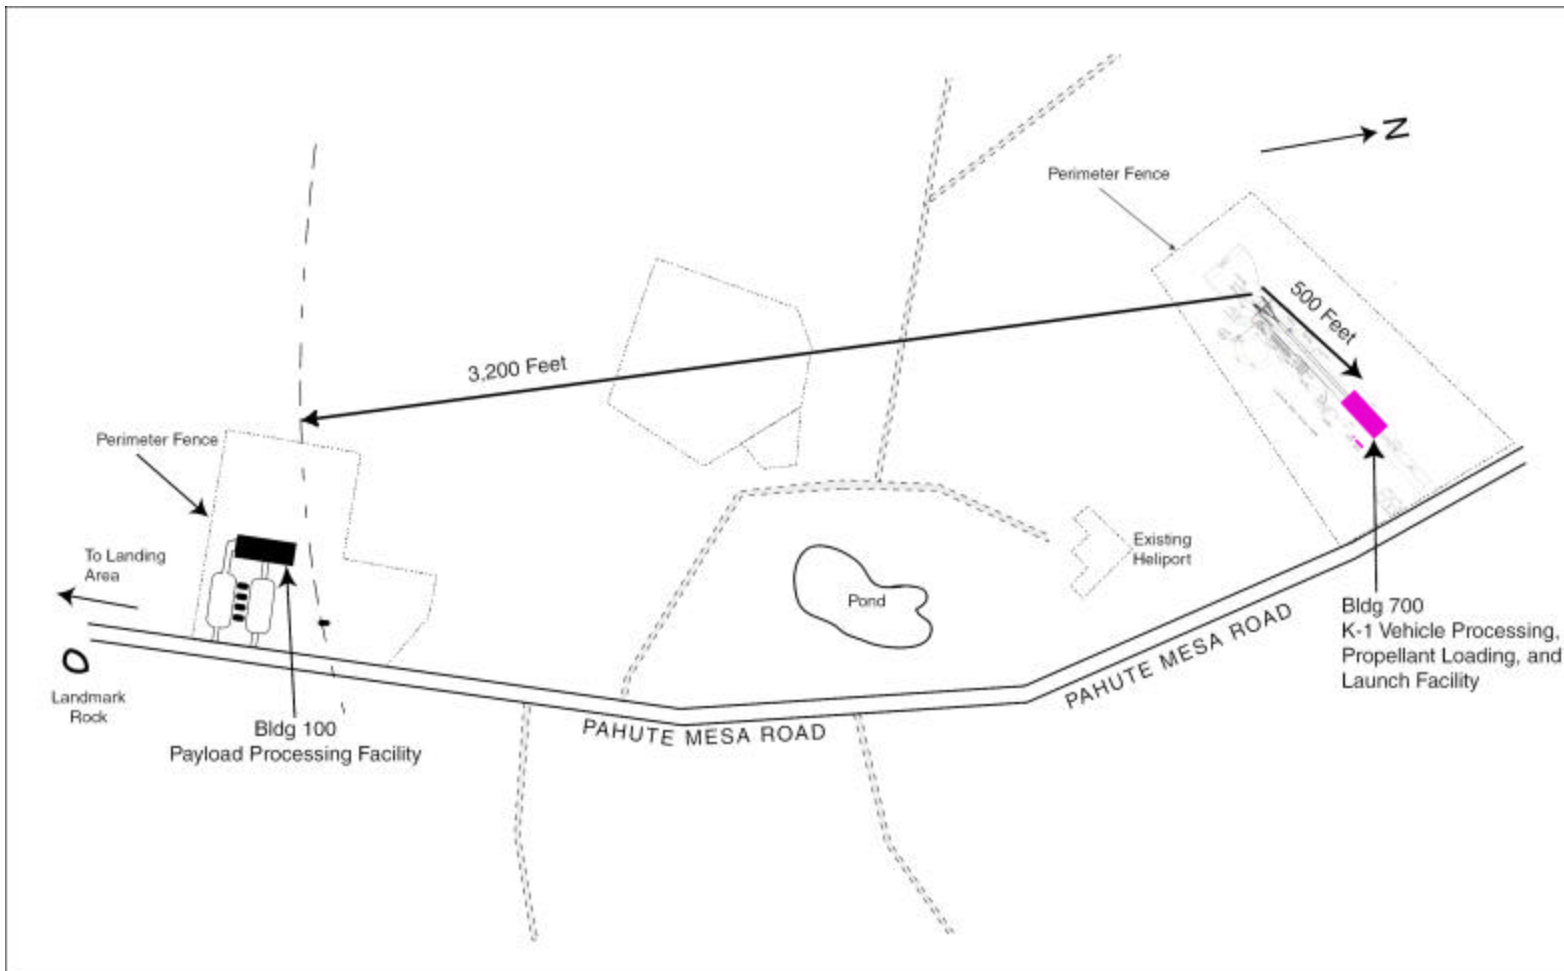 N
Perimeter Fence
500 Feet
3,200 Feet
Perimeter Fence
To Landing
Area
Existing
Heliport
Pond
Landmark
Rock
Bldg 100
Payload Processing Facility
PAHUTE MESA ROAD
PAHUTE MESA ROAD
Bldg 700
K-1 Vehicle Processing,
Propellant Loading, and
Launch Facility